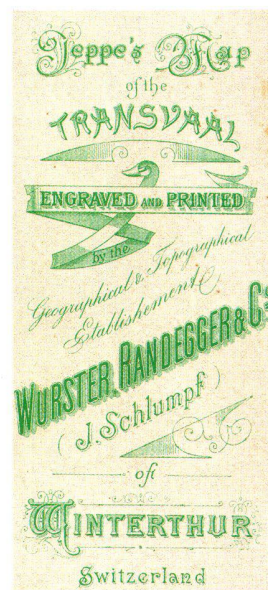 Jeppe's Map
of the
TRANSVAAL
ENGRAVED AND PRINTED
by the
Geographical & Topographical
Etablishement
WURSTER, RANDEGGER & Co
(J. Schlumpf)
of
WINTERTHUR
Switzerland